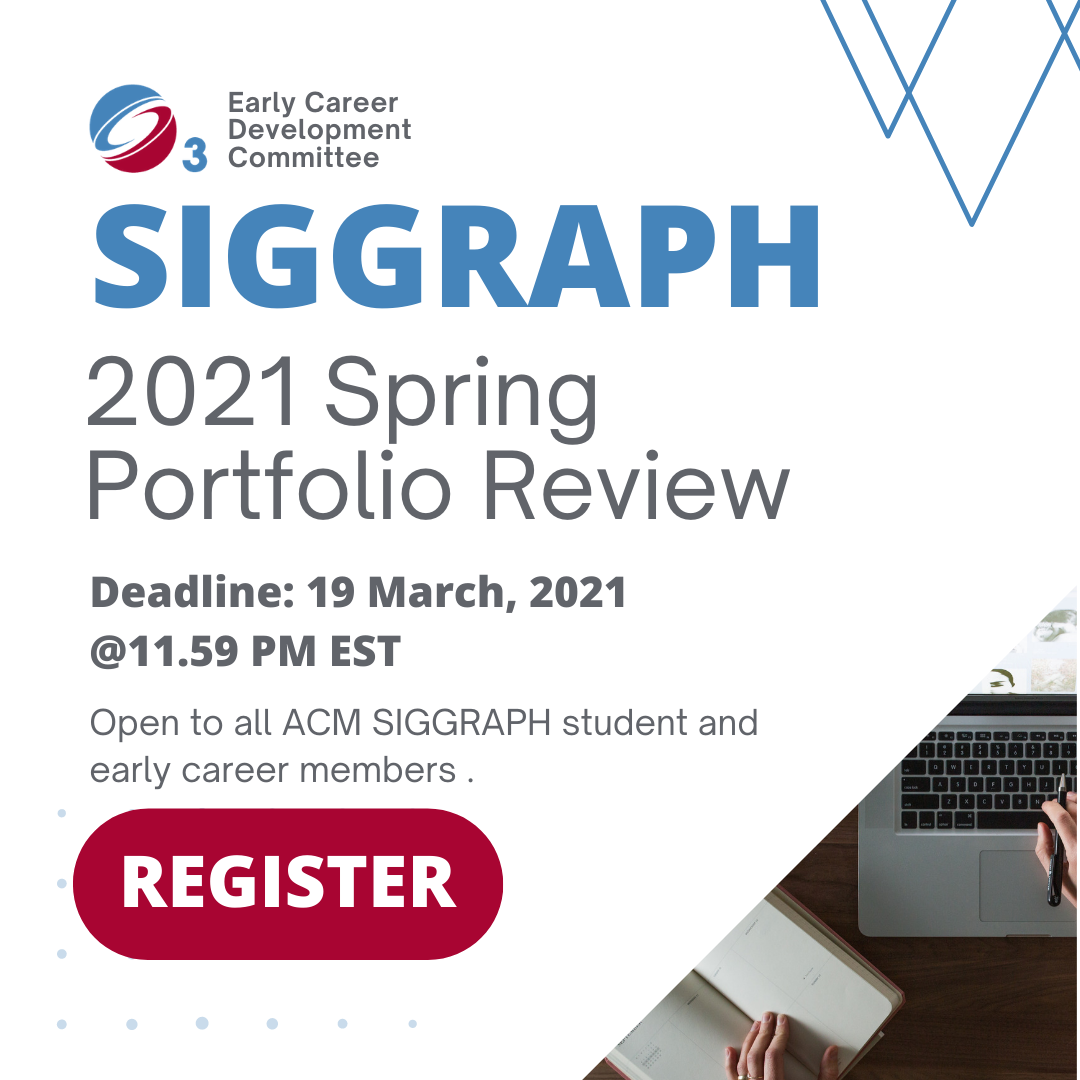 3
Early Career
Development
Committee
SIGGRAPH
2021 Spring
Portfolio Review
Deadline: 19 March, 2021
@11.59 PM EST
Open to all ACM SIGGRAPH student and
early career members .
REGISTER